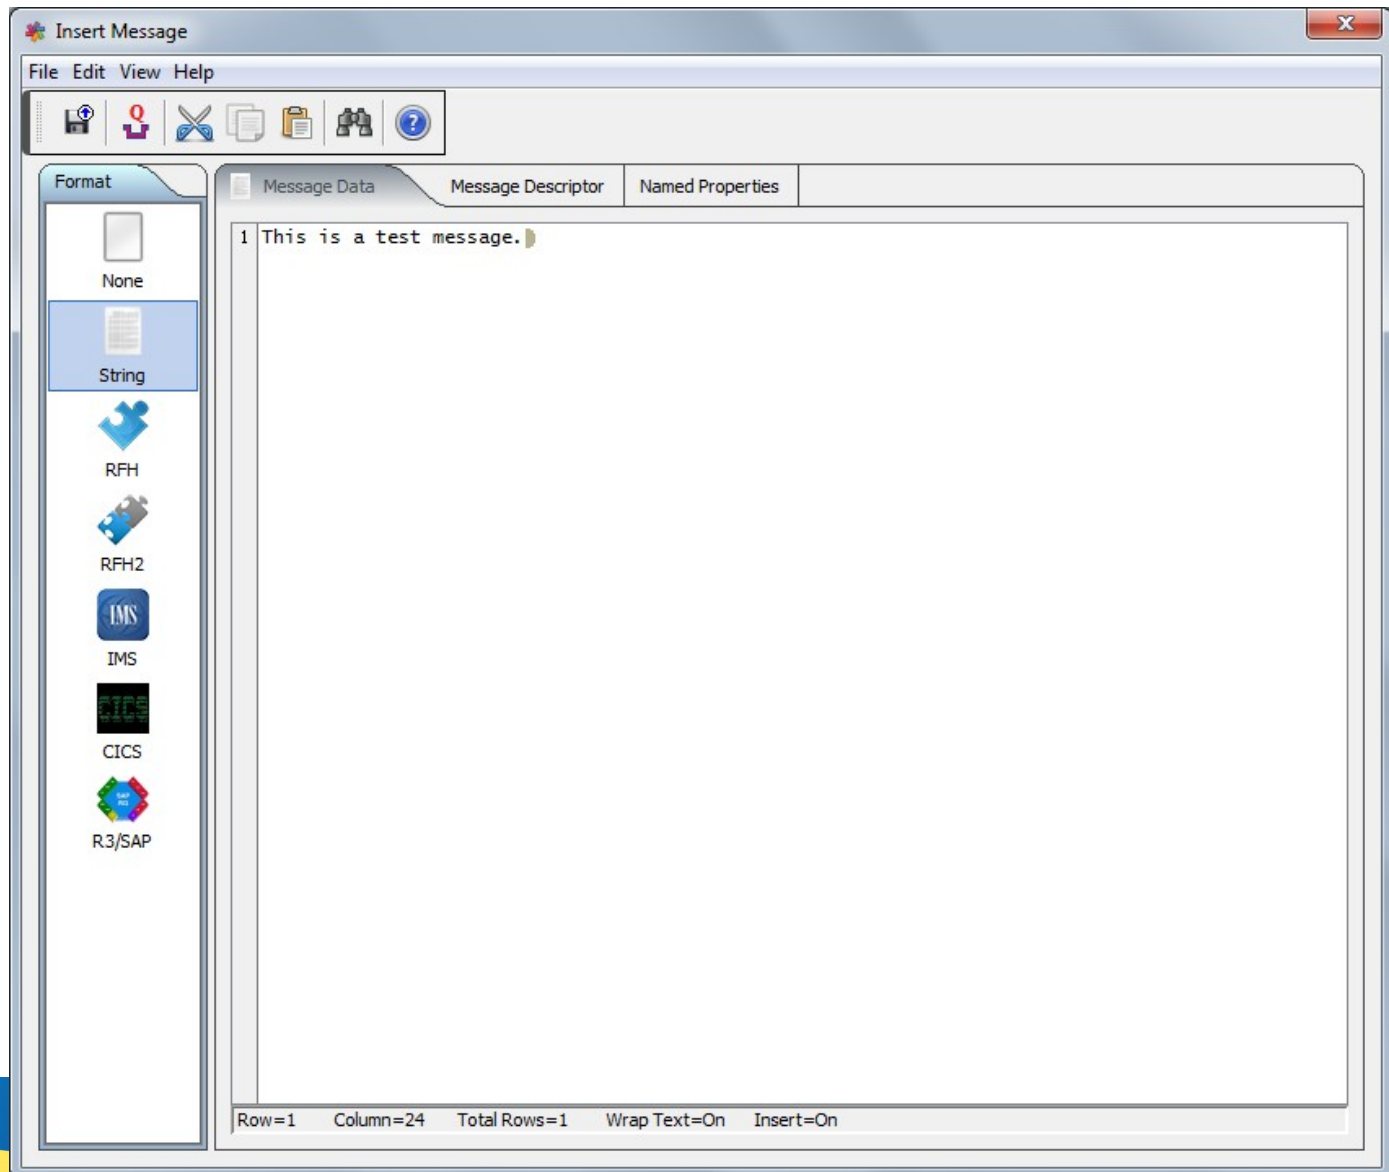 Insert Message
File Edit View Help
Q
?
Format
None
String
RFH
RFH2
IMS
IMS
CICS
CICS
SAP
R3
R3/SAP
Message Data Message Descriptor Named Properties
1 This is a test message.
Row=1 Column=24 Total Rows=1 Wrap Text=On Insert=On